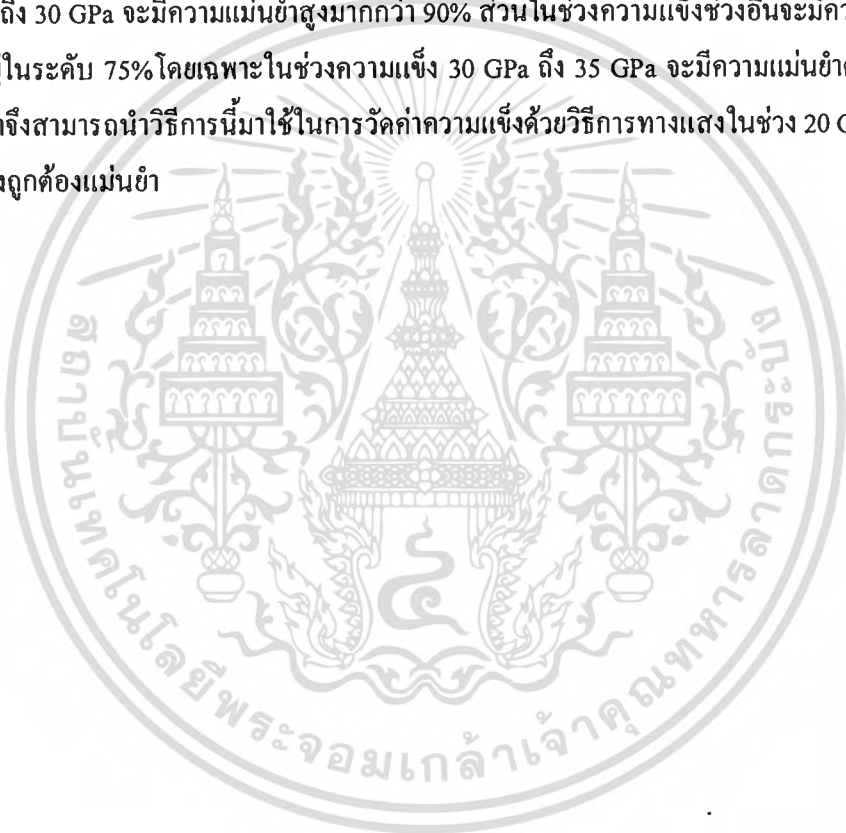 ถึง 30 GPa จะมีความแม่นยำสูงมากกว่า 90% ส่วนในช่วงความแข็งช่วงอื่นจะมี
ในระดับ 75%โดยเฉพาะในช่วงความแข็ง 30 GPa ถึง 35 GPa จะมีความแม่นยำ
จึงสามารถนำวิธีการนี้มาใช้ในการวัดค่าความแข็งด้วยวิธีการทางแสงในช่วง 20
ถูกต้องแม่นยำ
สถาบันเทคโนโลยีพระจอมเกล้าเจ้าคุณทหารลาดกระบัง